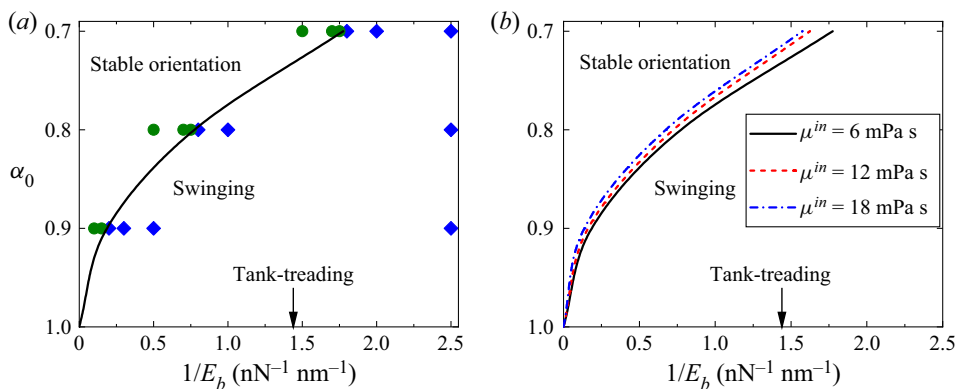 (a)
0.7
0.8
α0
0.9
1.0
Stable orientation
Swinging
Tank-treading
0 0.5 1.0 1.5 2.0 2.5
1/Eb (nN–1 nm–1)
(b)
0.7
0.8
0.9
1.0
Stable orientation
Swinging
μin = 6 mPa s
μin = 12 mPa s
μin = 18 mPa s
Tank-treading
0 0.5 1.0 1.5 2.0 2.5
1/Eb (nN–1 nm–1)